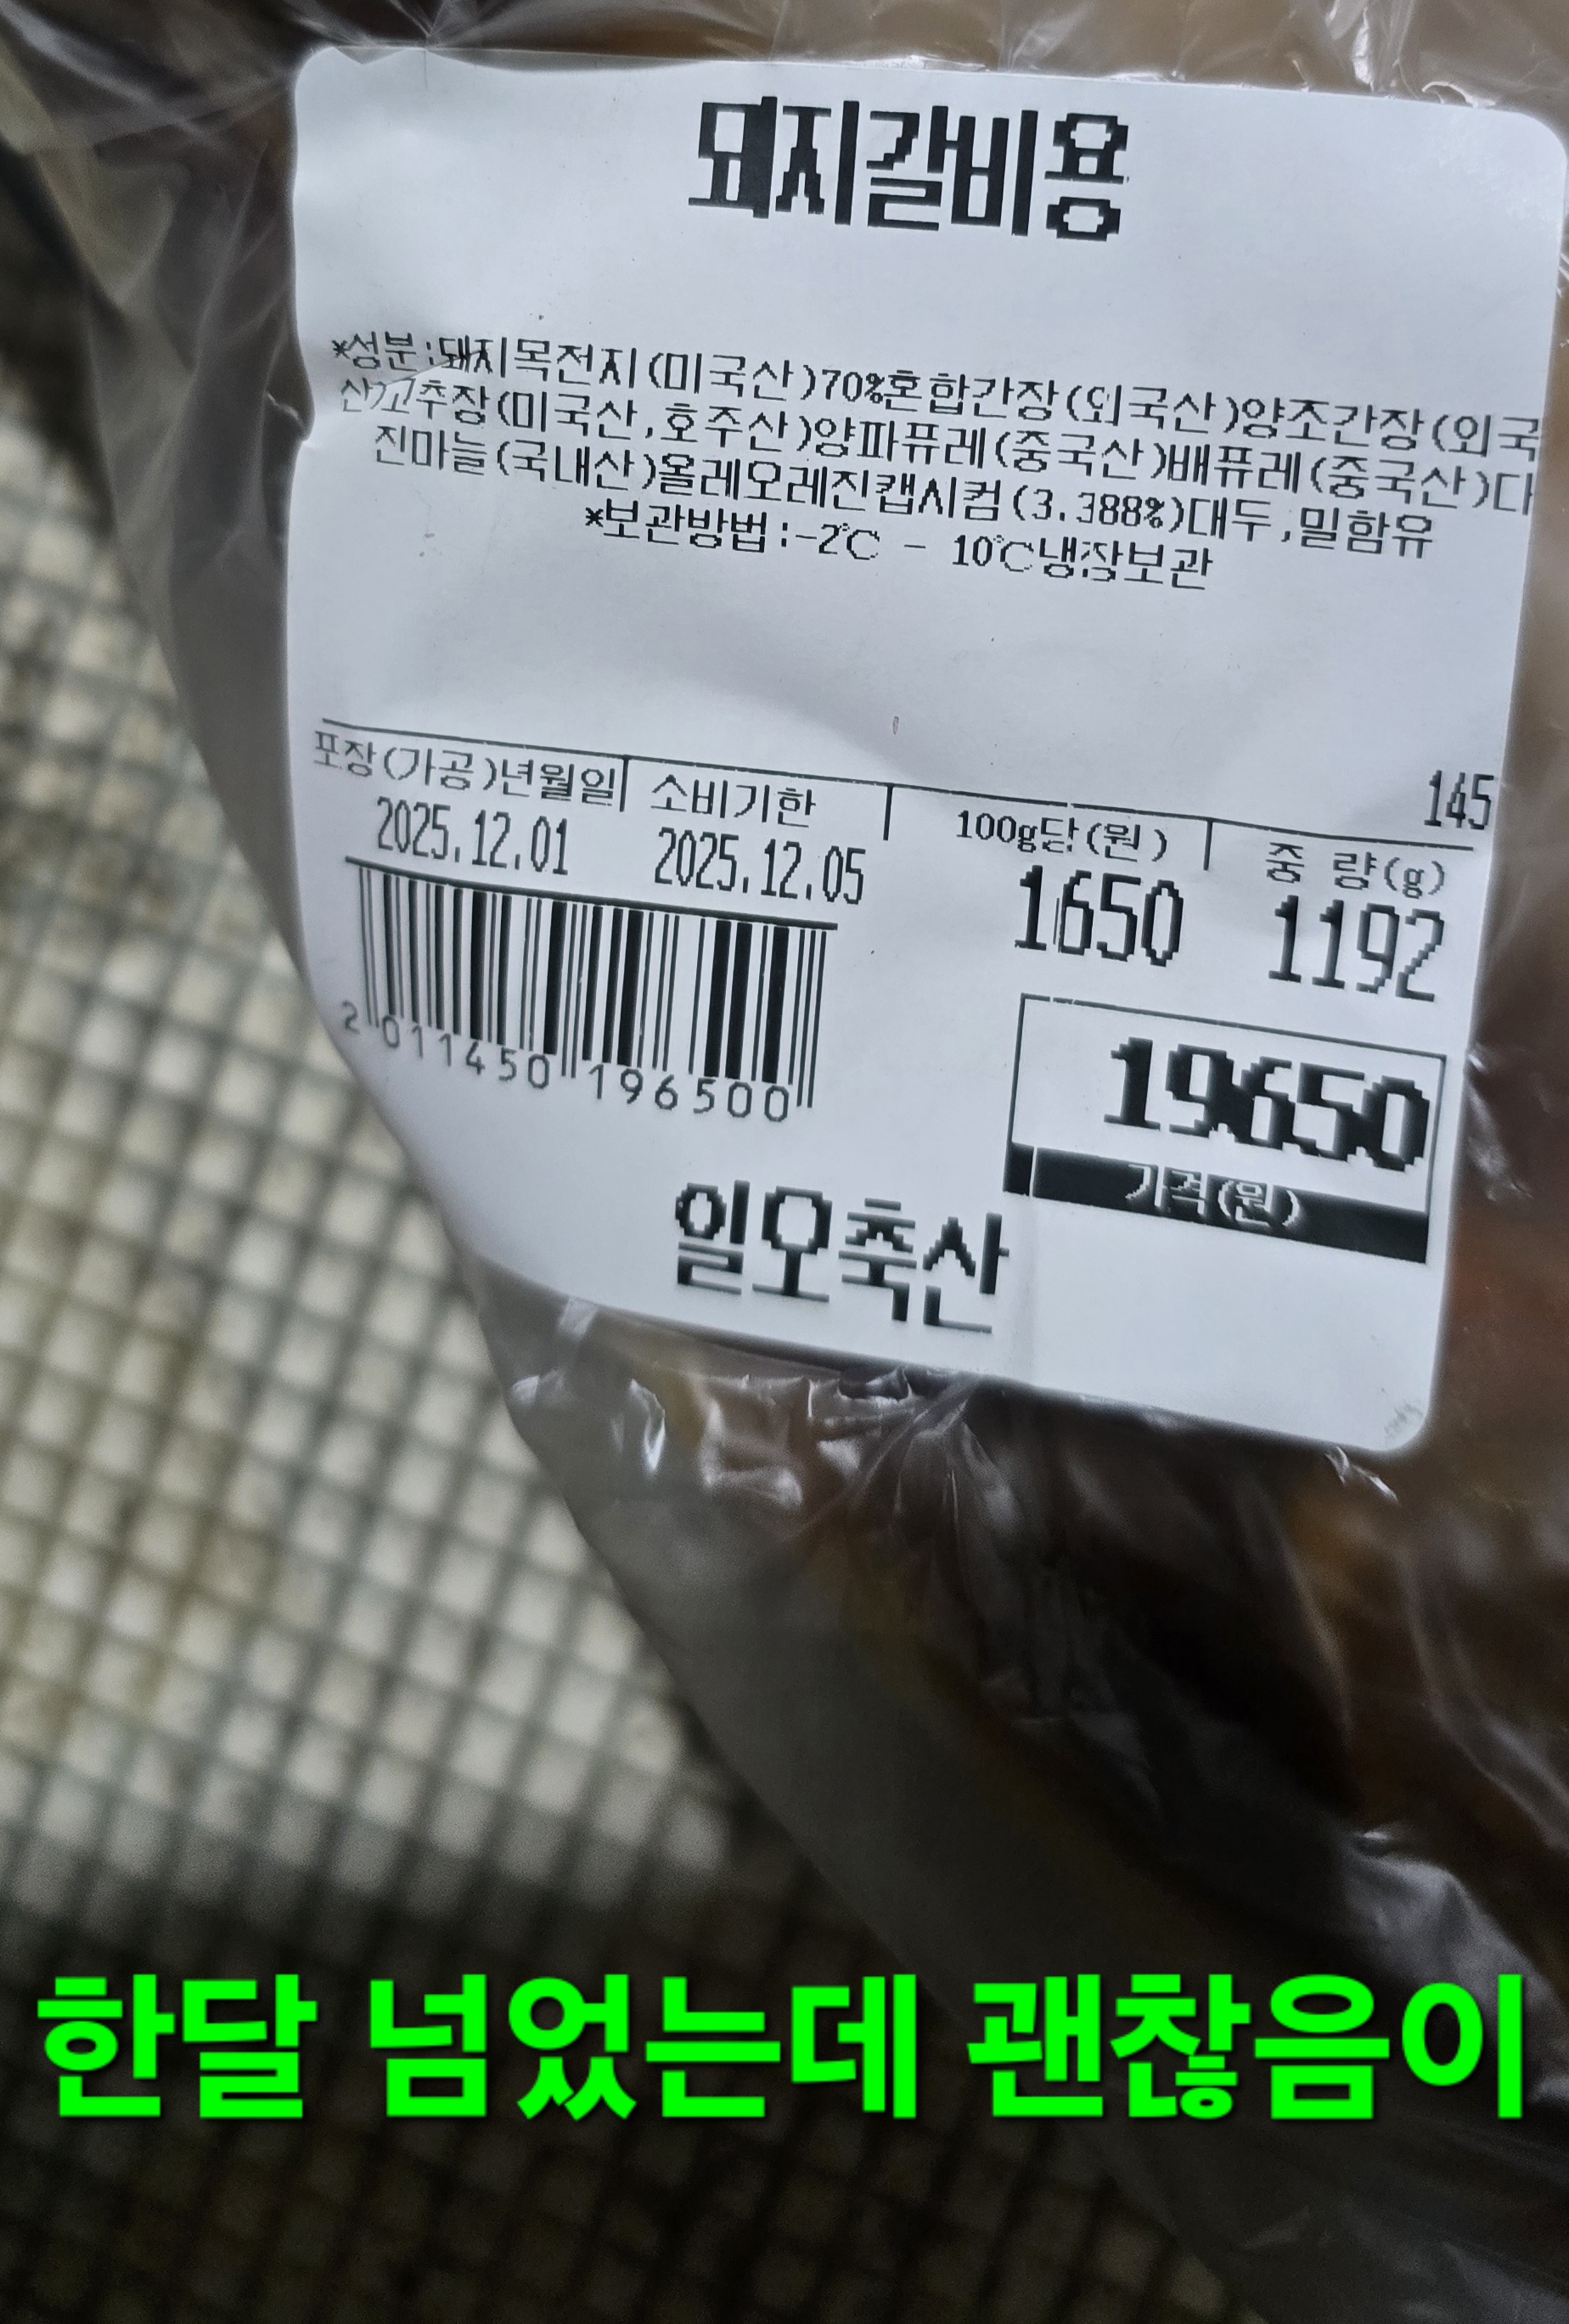 돼지갈비용
*성분:돼지목전지(미국산)70%혼합간장(외국산)양조간장(외국
산)고추장(미국산,호주산)양파퓨레(중국산)배퓨레(중국산)다
진마늘(국내산)올레오레진캡시컴(3.388%)대두,밀함유
*보관방법:-2℃ - 10℃냉장보관
145
포장(가공)년월일 소비기한 100g당(원) 중 량(g)
2025.12.01 2025.12.05 1650 1192
2 011450 196500
19650
가격(원)
일오축산
한달 넘었는데 괜찮음이